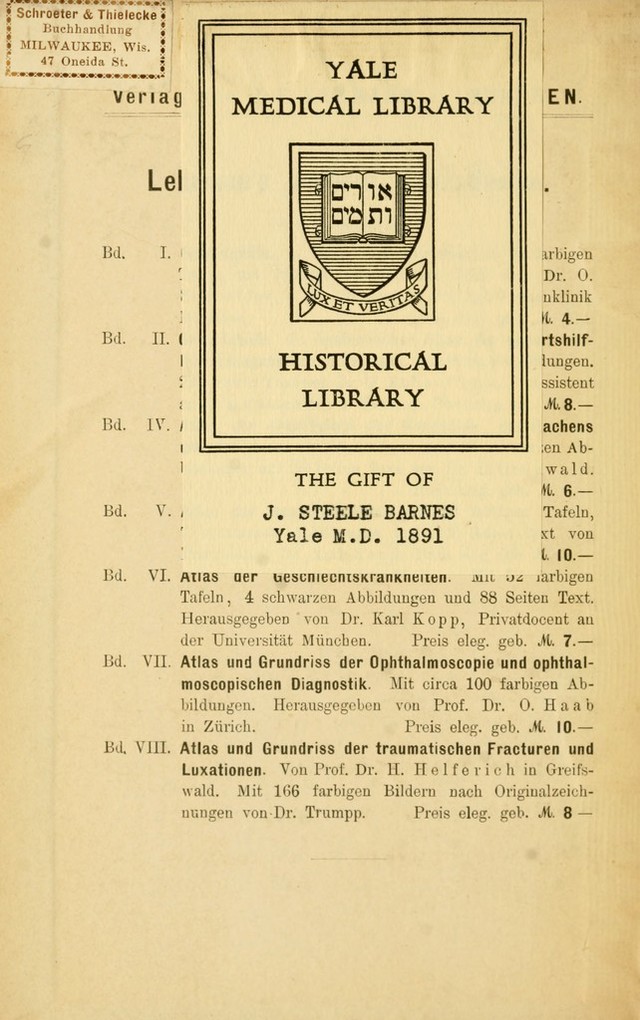 Schroeter & Thielecke
Buchhandlung
MILWAUKEE, Wis.
47 Oneida St.
Verlag
EN.
YALE
MEDICAL LIBRARY
אורים
ותמים
LUX ET VERITAS
HISTORICAL
LIBRARY
THE GIFT OF
J. STEELE BARNES
Yale M.D. 1891
Bd. I.
arbigen
Dr. O.
nklinik
M. 4.—
Bd. II.
rtshilf-
lungen.
ssistent
M. 8.—
Bd. IV.
achens
en Ab-
wald.
M. 6.—
Bd. V.
Tafeln,
xt von
10.—
Bd. VI. Atlas der Geschlechtskrankheiten. Mit 52 farbigen
Tafeln, 4 schwarzen Abbildungen und 88 Seiten Text.
Herausgegeben von Dr. Karl Kopp, Privatdocent an
der Universität München. Preis eleg. geb. M. 7.—
Bd. VII. Atlas und Grundriss der Ophthalmoscopie und ophthal-
moscopischen Diagnostik. Mit circa 100 farbigen Ab-
bildungen. Herausgegeben von Prof. Dr. O. Haab
in Zürich. Preis eleg. geb. M. 10.—
Bd. VIII. Atlas und Grundriss der traumatischen Fracturen und
Luxationen. Von Prof. Dr. H. Helferich in Greifs-
wald. Mit 166 farbigen Bildern nach Originalzeich-
nungen von Dr. Trumpp. Preis eleg. geb. M. 8 —